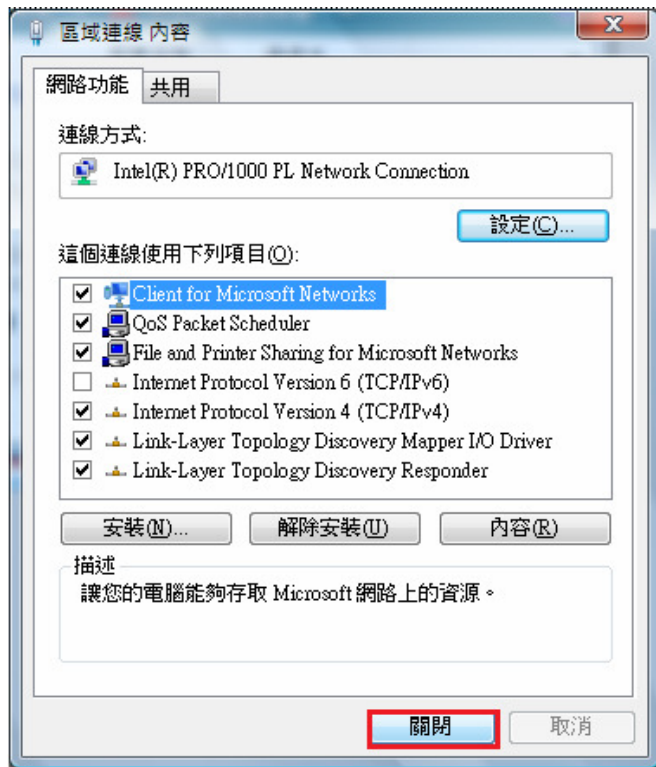 區域連線 內容
網路功能 共用
連線方式:
Intel(R) PRO/1000 PL Network Connection
設定(C)...
這個連線使用下列項目(O):
Client for Microsoft Networks
QoS Packet Scheduler
File and Printer Sharing for Microsoft Networks
Internet Protocol Version 6 (TCP/IPv6)
Internet Protocol Version 4 (TCP/IPv4)
Link-Layer Topology Discovery Mapper I/O Driver
Link-Layer Topology Discovery Responder
安裝(N)... 解除安裝(U) 內容(R)
描述
讓您的電腦能夠存取 Microsoft 網路上的資源。
關閉 取消